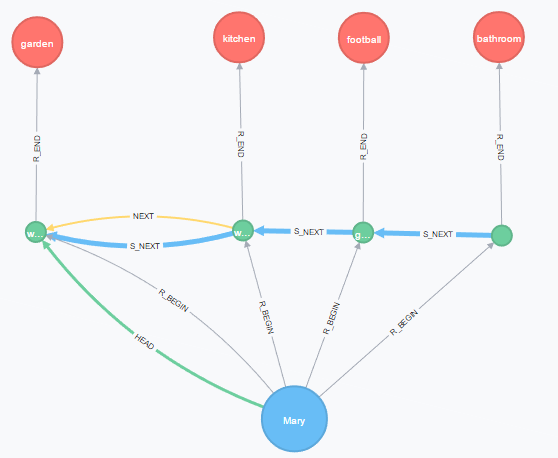 garden
kitchen
football
bathroom
R_END
R_END
R_END
R_END
NEXT
w...
S_NEXT
w...
S_NEXT
g...
S_NEXT
R_BEGIN
R_BEGIN
R_BEGIN
R_BEGIN
HEAD
Mary